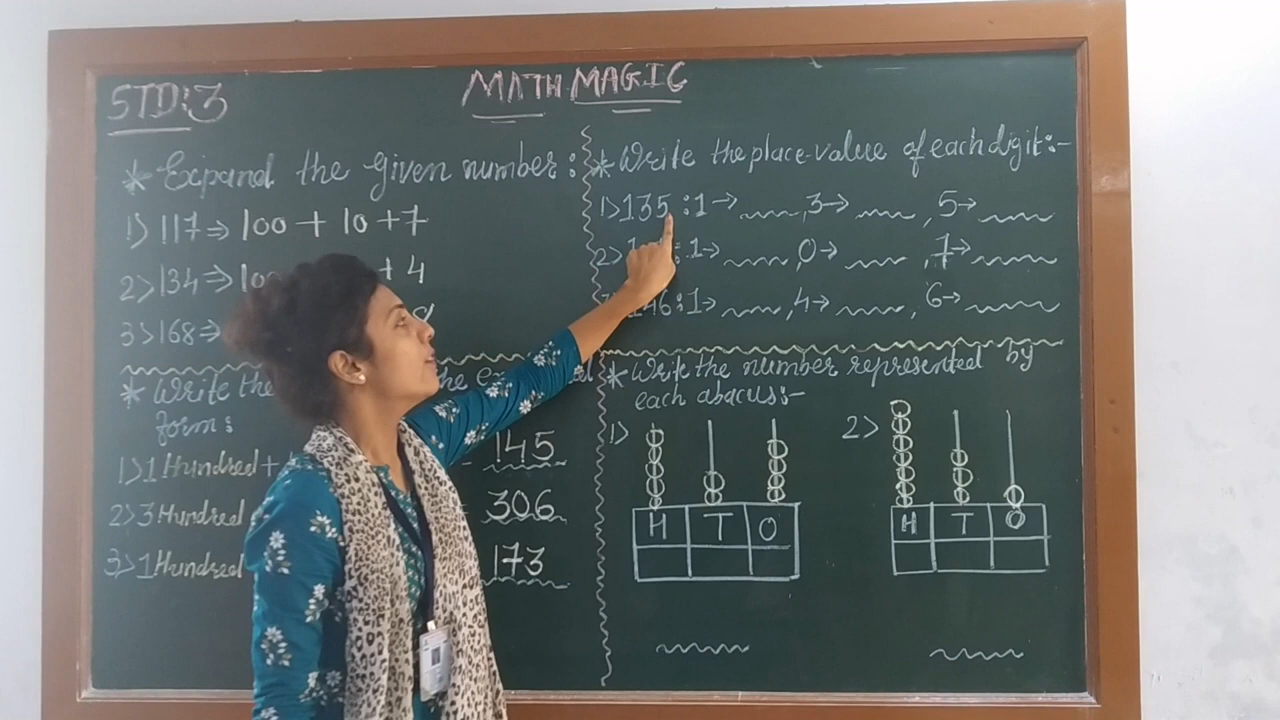 STD:3
MATH MAGIC
* Expand the given number:
1) 117 ⇒ 100 + 10 + 7
2) 134 ⇒ 100 + 4
3) 168 ⇒
* Write the
form:
1) 1 Hundred + 145
2) 3 Hundred 306
3) 1 Hundred 173
* Write the place-value of each digit:-
1) 135 : 1→ , 3→ , 5→
2) : 1→ , 0→ , 7→
146 : 1→ , 4→ , 6→
* Write the number represented by
each abacus:-
1) 2)
H T O H T O